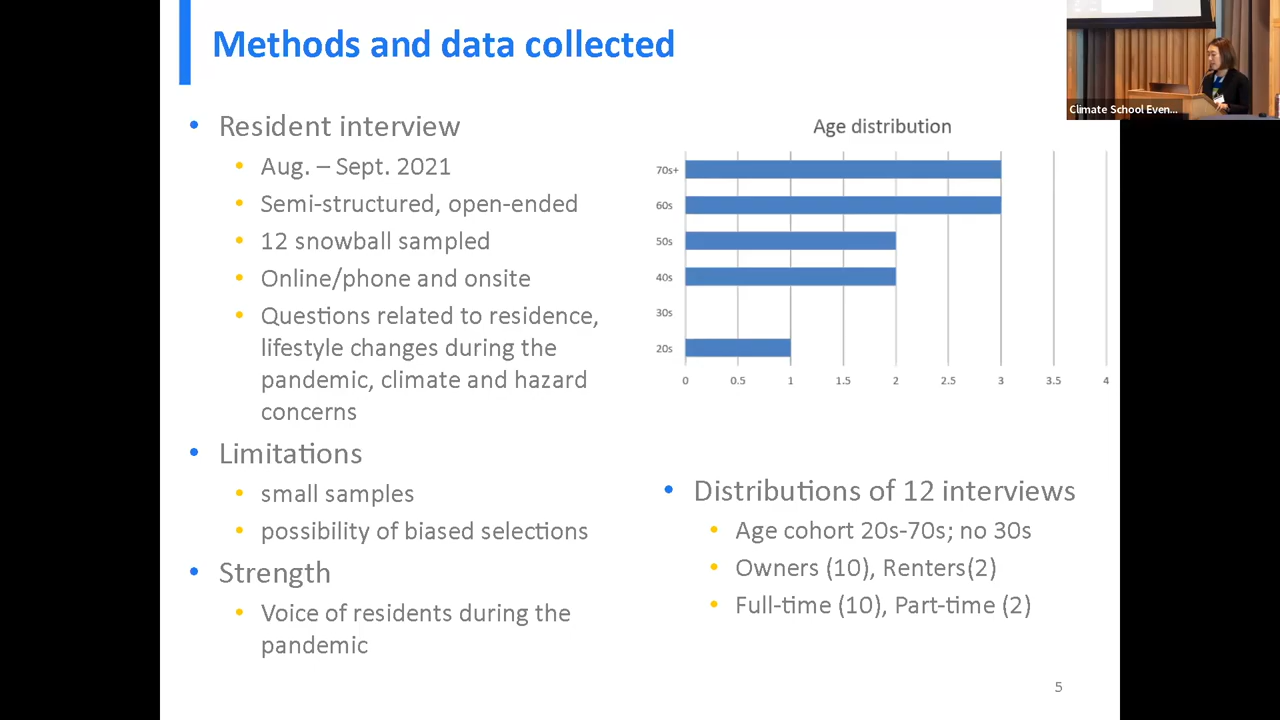 Methods and data collected
Climate School Even...
Resident interview
Aug. – Sept. 2021
Semi-structured, open-ended
12 snowball sampled
Online/phone and onsite
Questions related to residence,
lifestyle changes during the
pandemic, climate and hazard
concerns
Limitations
small samples
possibility of biased selections
Strength
Voice of residents during the
pandemic
Age distribution
70s+
60s
50s
40s
30s
20s
0 0.5 1 1.5 2 2.5 3 3.5 4
Distributions of 12 interviews
Age cohort 20s-70s; no 30s
Owners (10), Renters(2)
Full-time (10), Part-time (2)
5